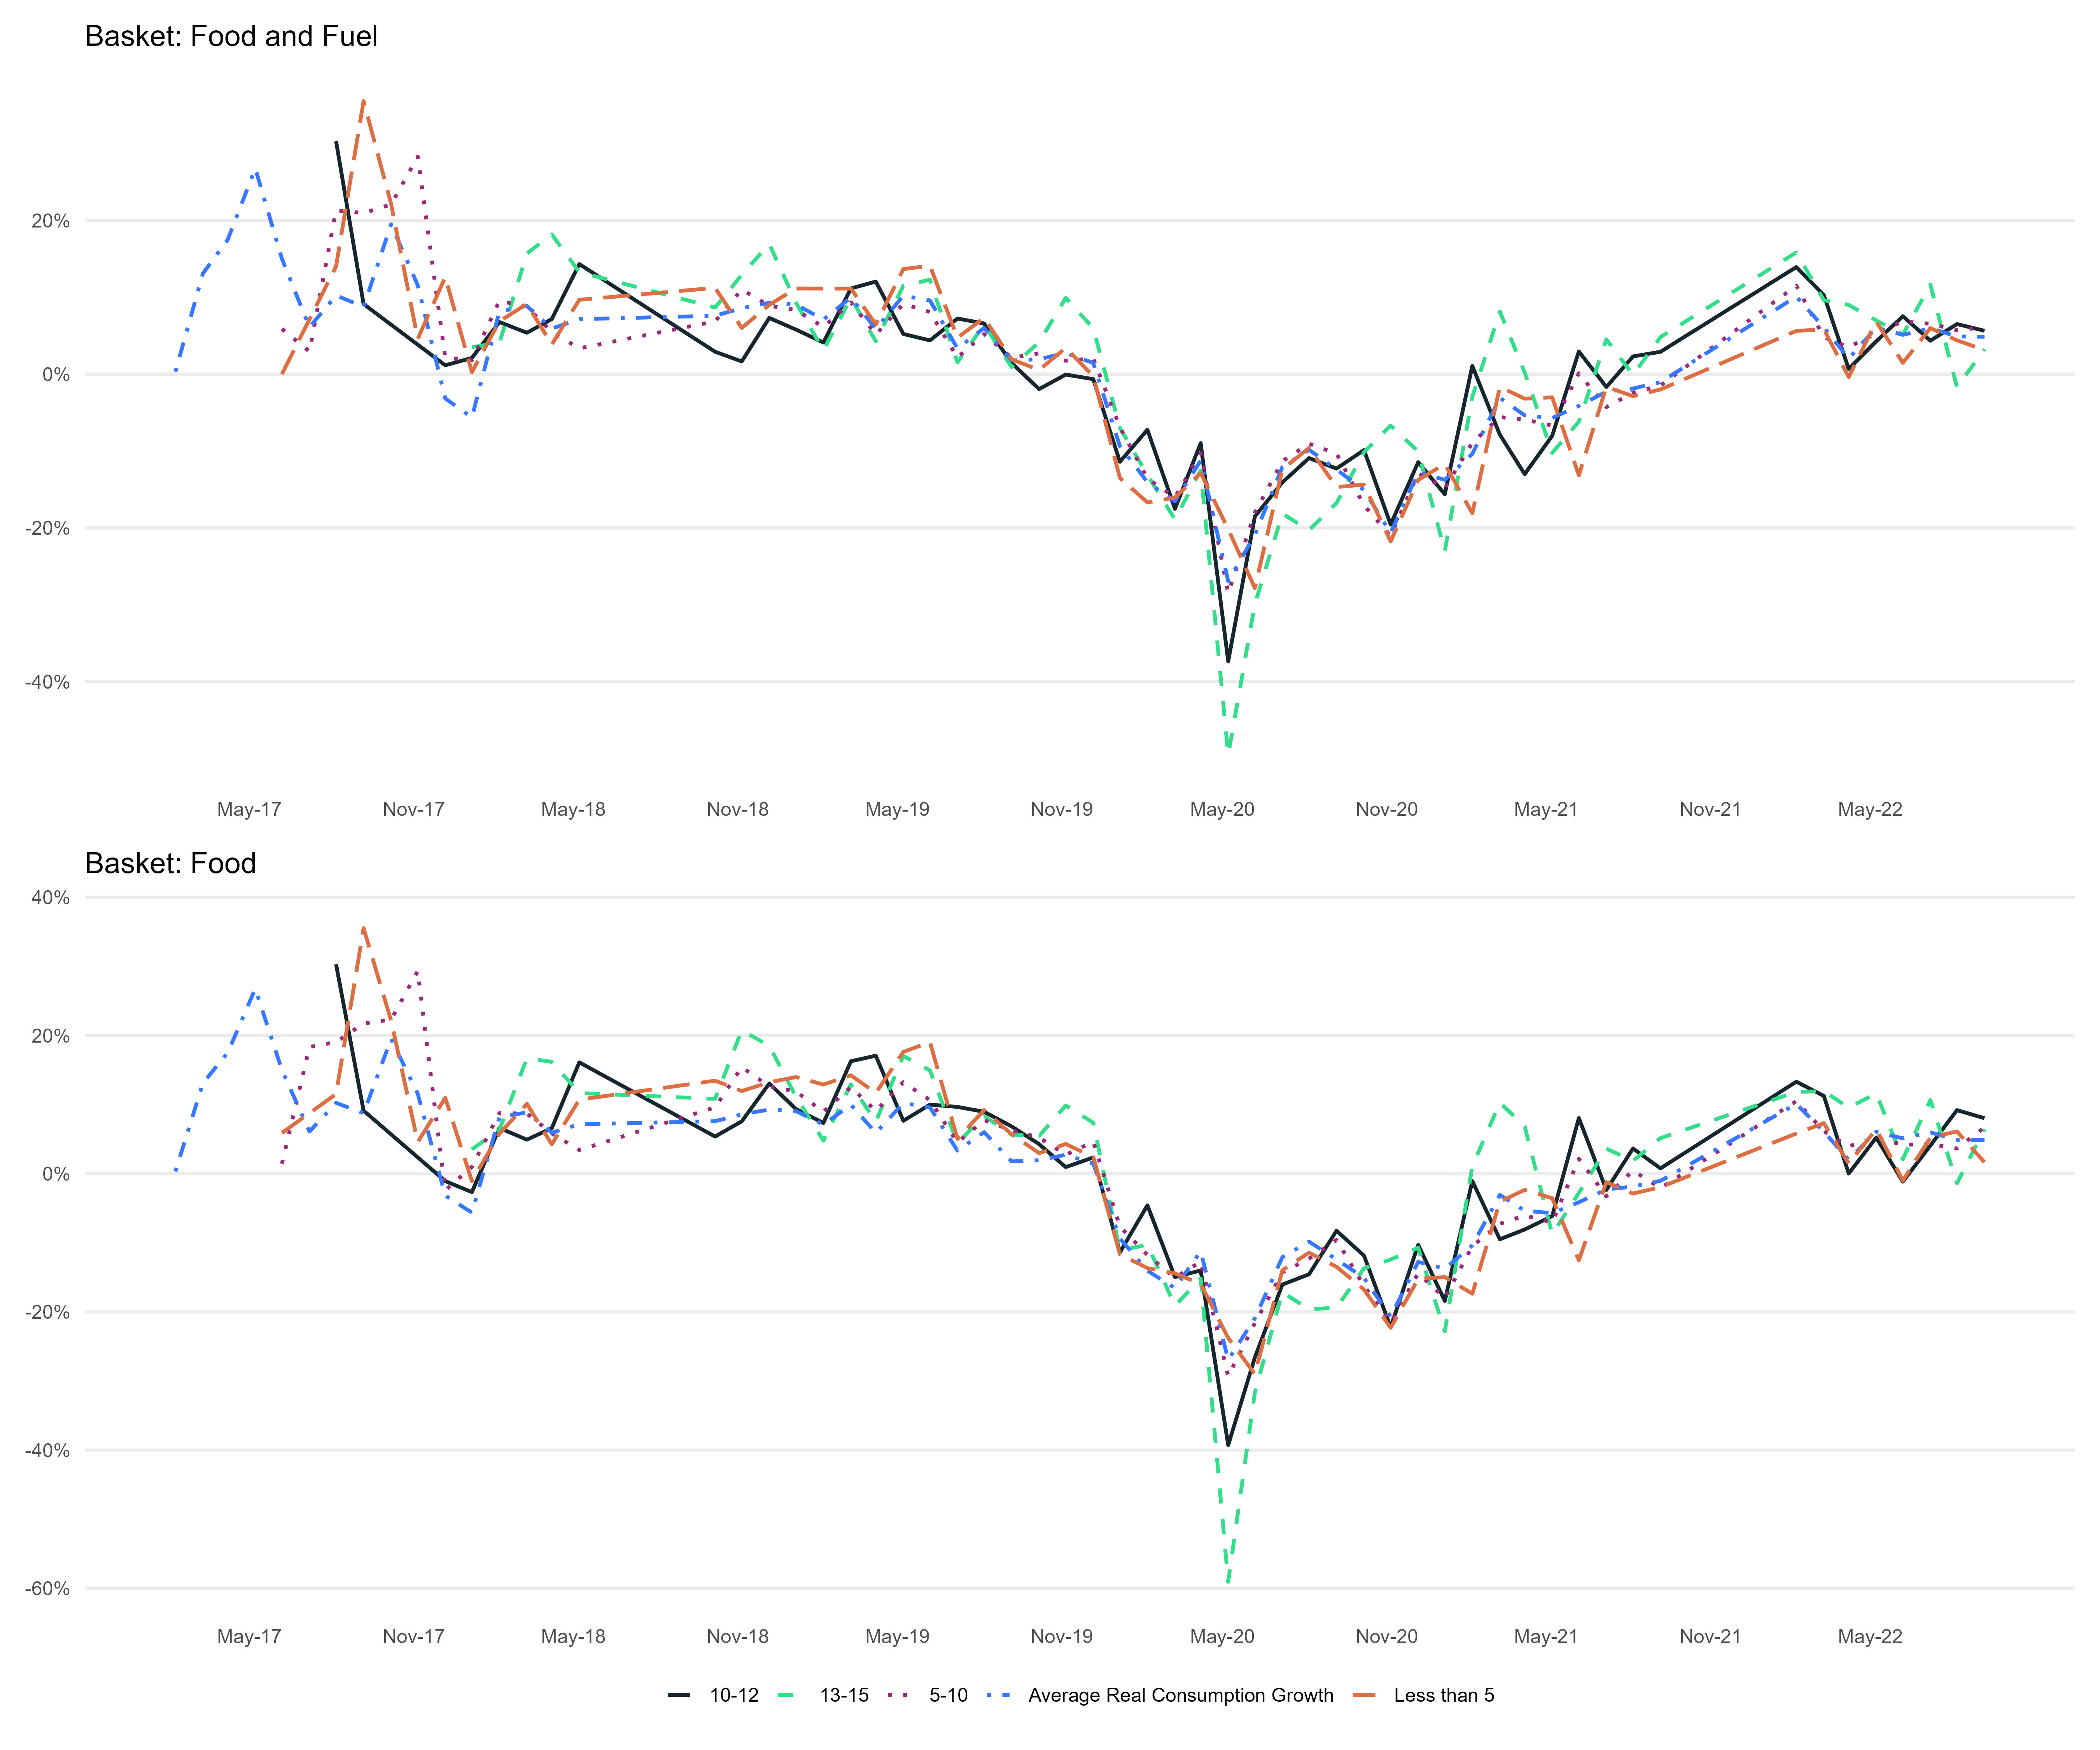 Basket: Food and Fuel
20%
0%
-20%
-40%
May-17 Nov-17 May-18 Nov-18 May-19 Nov-19 May-20 Nov-20 May-21 Nov-21 May-22
Basket: Food
40%
20%
0%
-20%
-40%
-60%
May-17 Nov-17 May-18 Nov-18 May-19 Nov-19 May-20 Nov-20 May-21 Nov-21 May-22
10-12 13-15 5-10 Average Real Consumption Growth Less than 5